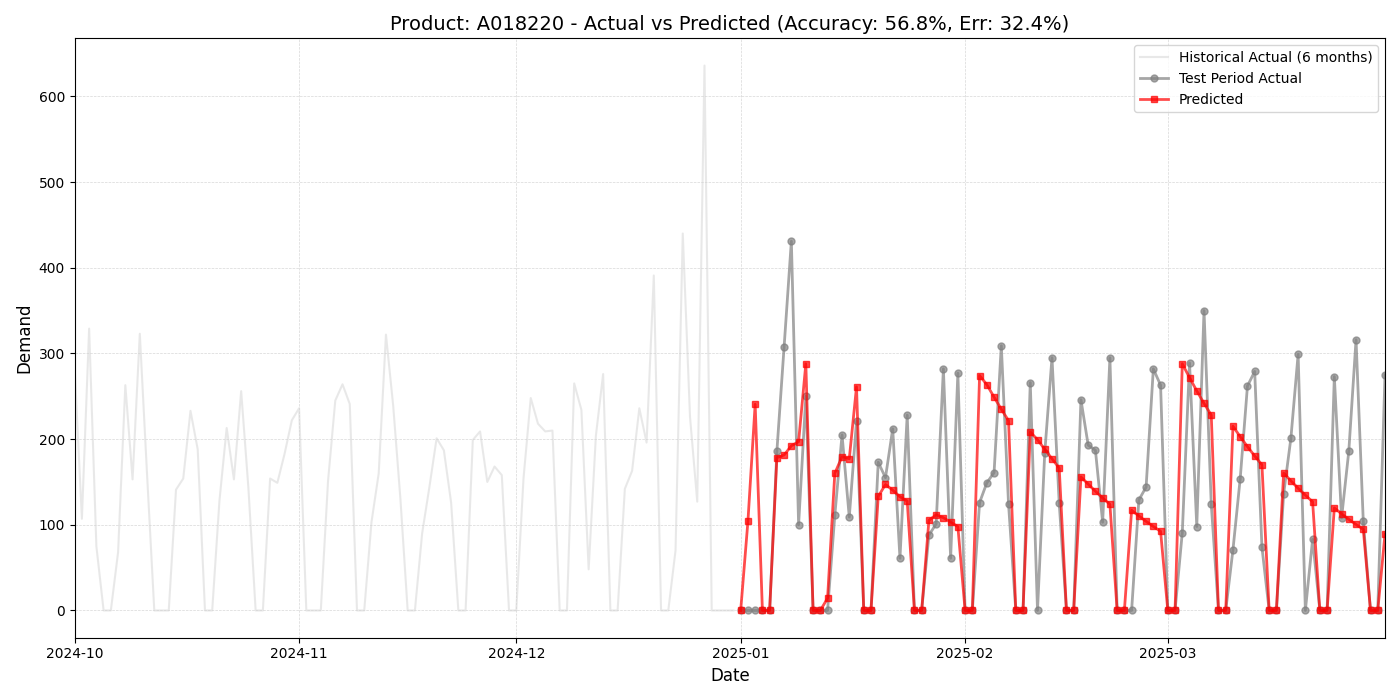 Product: A018220 - Actual vs Predicted (Accuracy: 56.8%, Err: 32.4%)
Historical Actual (6 months)
Test Period Actual
Predicted
Demand
600
500
400
300
200
100
0
2024-10
2024-11
2024-12
2025-01
2025-02
2025-03
Date